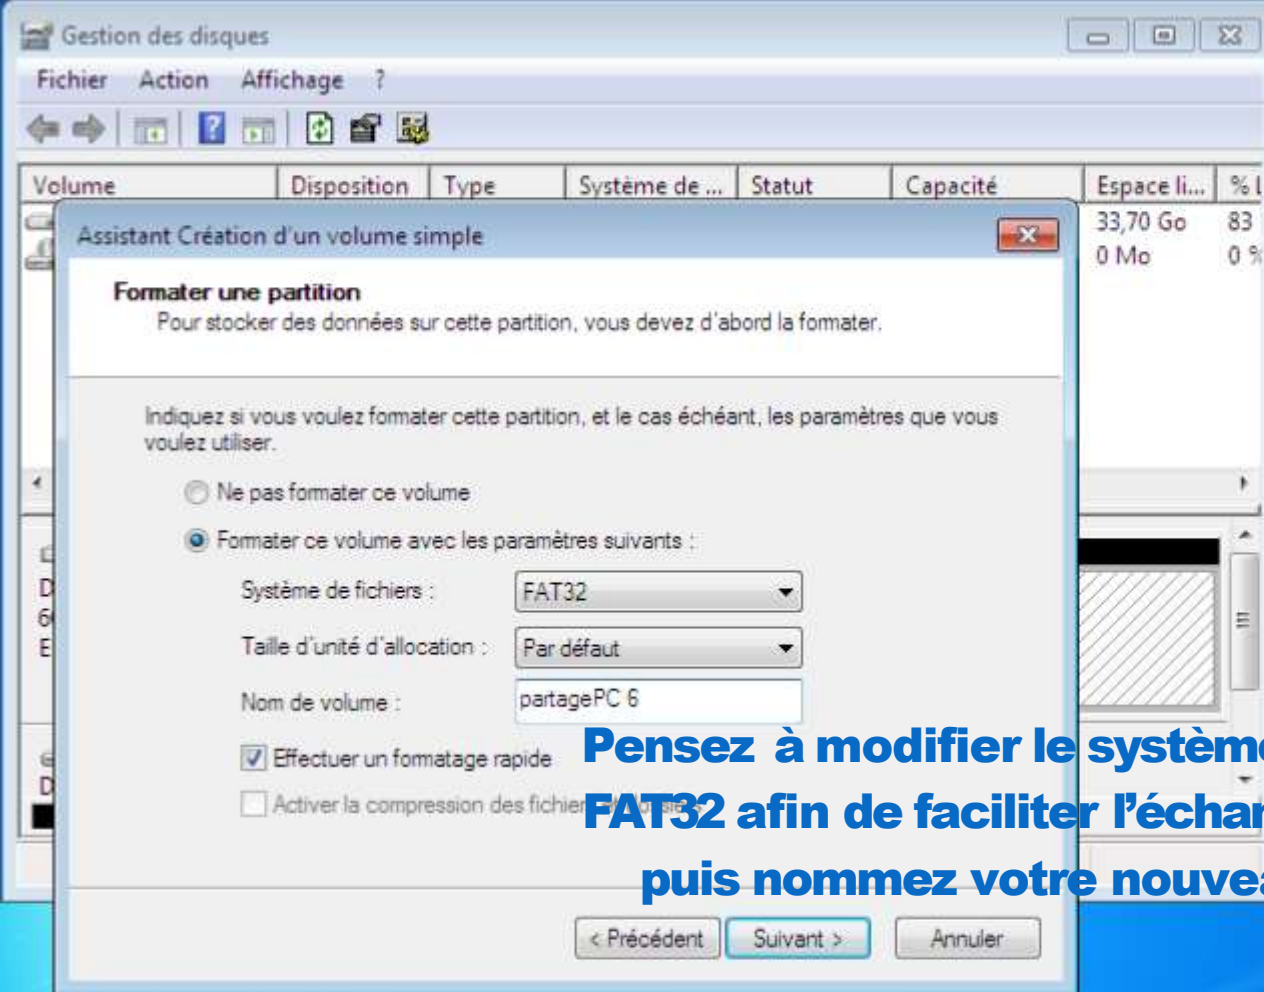 Gestion des disques
Fichier Action Affichage ?
Volume Disposition Type Système de ... Statut Capacité Espace li... %
33,70 Go 83
0 Mo 0 %
Assistant Création d'un volume simple
Formater une partition
Pour stocker des données sur cette partition, vous devez d'abord la formater.
Indiquez si vous voulez formater cette partition, et le cas échéant, les paramètres que vous
voulez utiliser.
Ne pas formater ce volume
Formater ce volume avec les paramètres suivants :
Système de fichiers : FAT32
Taille d'unité d'allocation : Par défaut
Nom de volume : partagePC 6
Effectuer un formatage rapide
Activer la compression des
Pensez à modifier le système
FAT32 afin de faciliter l'échan
puis nommez votre nouvea
< Précédent Suivant > Annuler